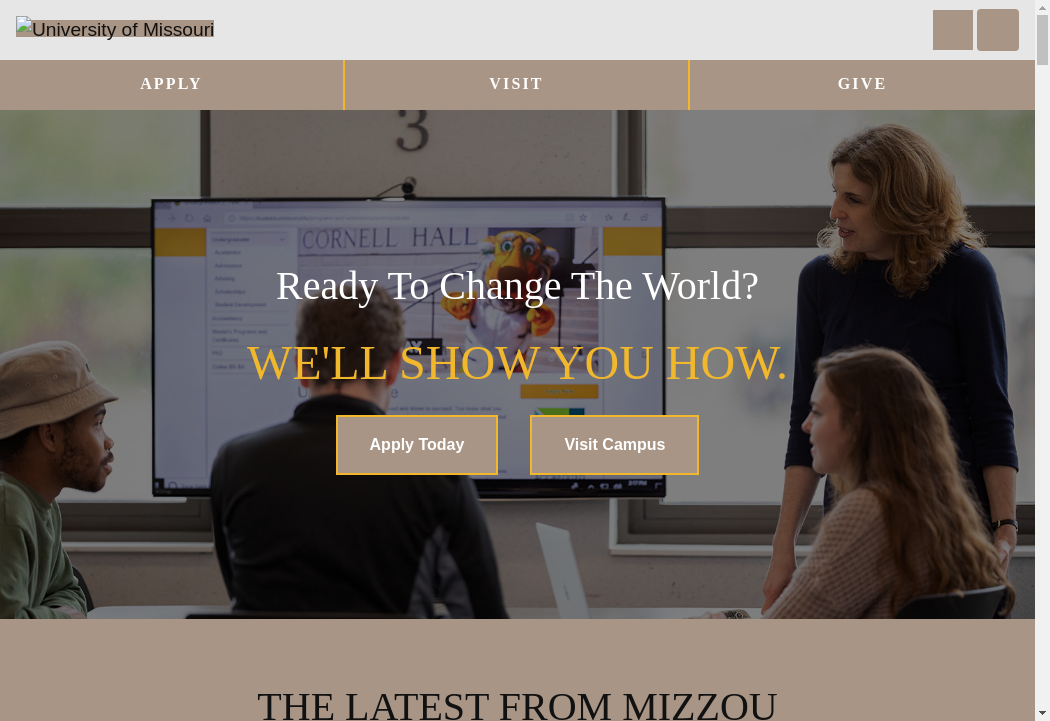 University of Missouri
APPLY
VISIT
GIVE
3
CORNELL HALL
Ready To Change The World?
WE'LL SHOW YOU HOW.
Apply Today
Visit Campus
THE LATEST FROM MIZZOU